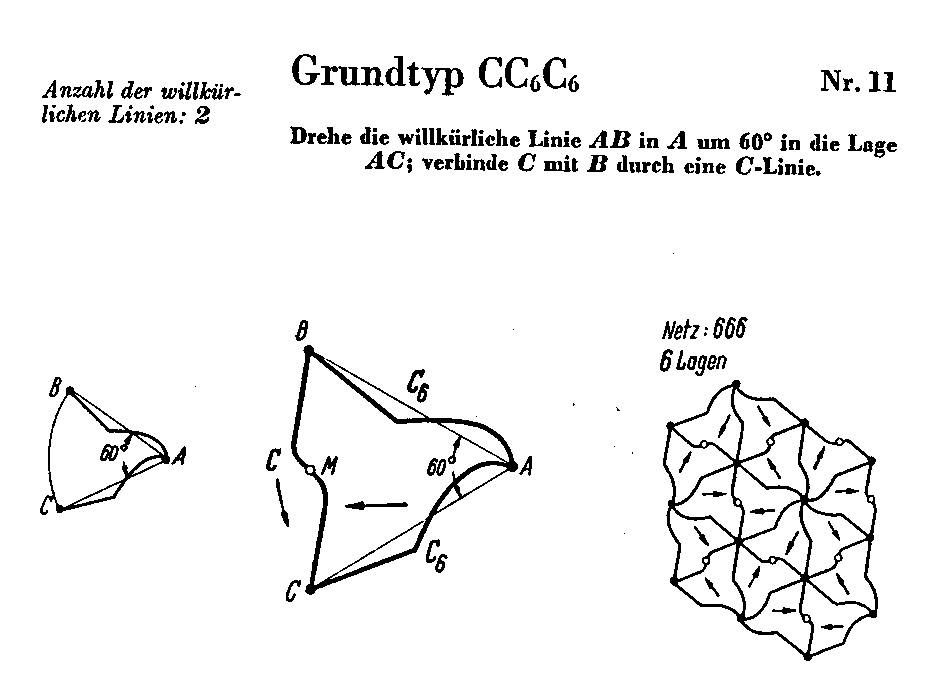 Anzahl der willkür-
lichen Linien: 2
Grundtyp CC₆C₆
Nr. 11
Drehe die willkürliche Linie AB in A um 60° in die Lage
AC; verbinde C mit B durch eine C-Linie.
Netz: 666
6 Lagen
B
60°
A
C
B
C₆
C
M
60°
A
C₆
C